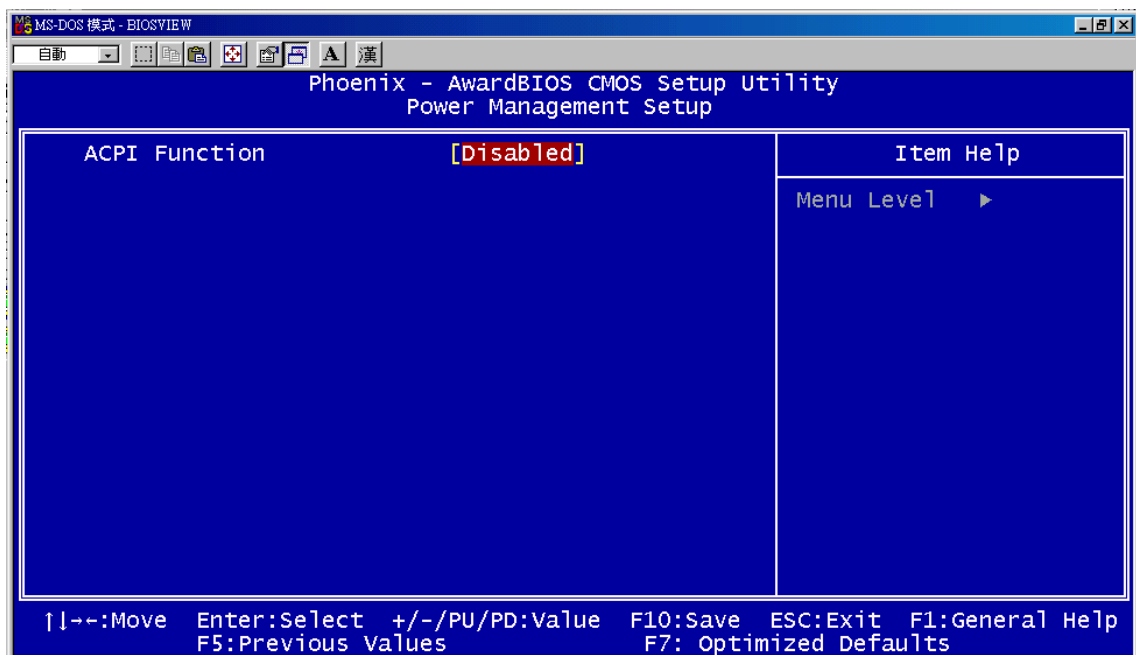 MS-DOS 模式 - BIOSVIEW
自動 A 漢
Phoenix - AwardBIOS CMOS Setup Utility
Power Management Setup
ACPI Function [Disabled]
Item Help
Menu Level ▶
↑↓→←:Move Enter:Select +/-/PU/PD:Value F10:Save ESC:Exit F1:General Help
F5:Previous Values F7: Optimized Defaults